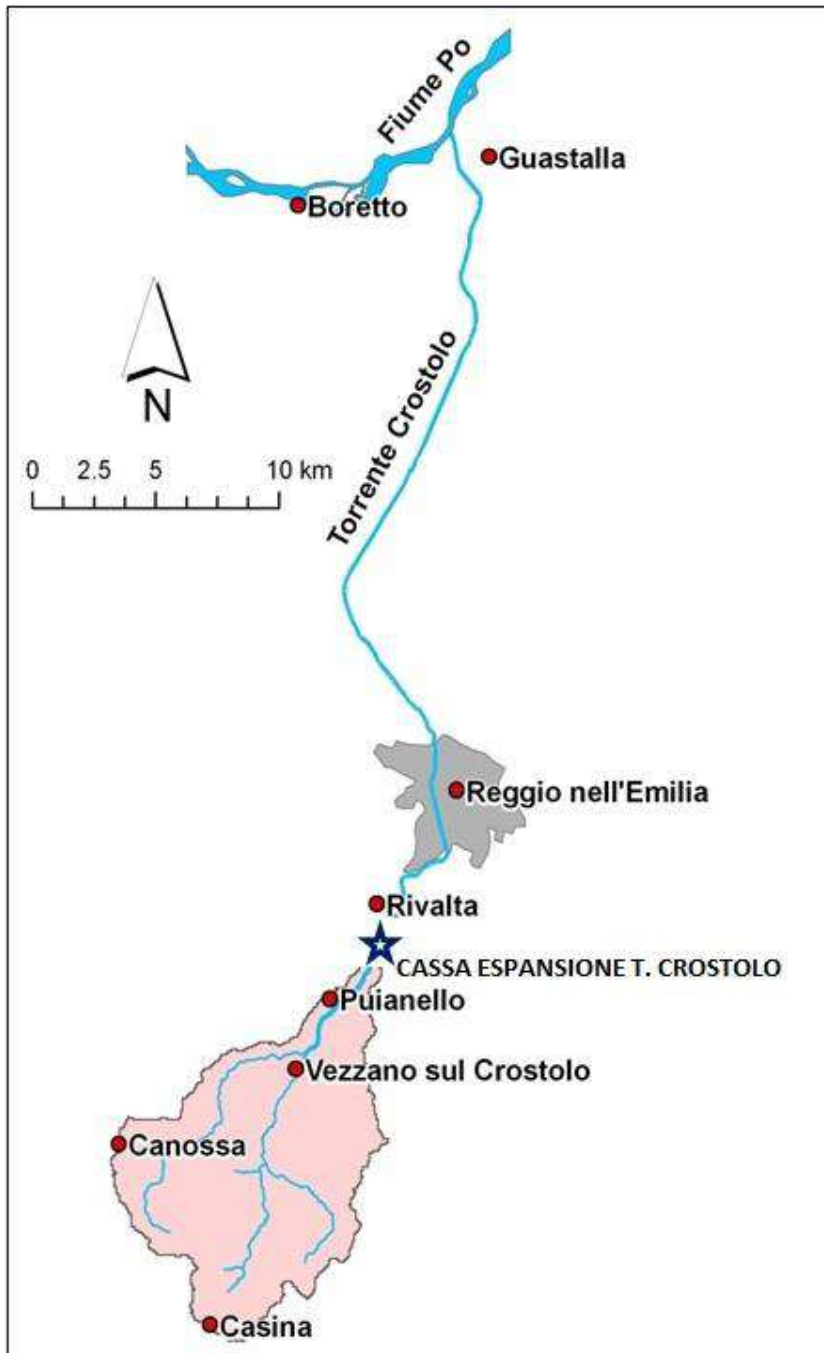 Fiume Po
Guastalla
Boretto
N
0 2.5 5 10 km
Torrente Crostolo
Reggio nell'Emilia
Rivalta
CASSA ESPANSIONE T. CROSTOLO
Puianello
Vezzano sul Crostolo
Canossa
Casina